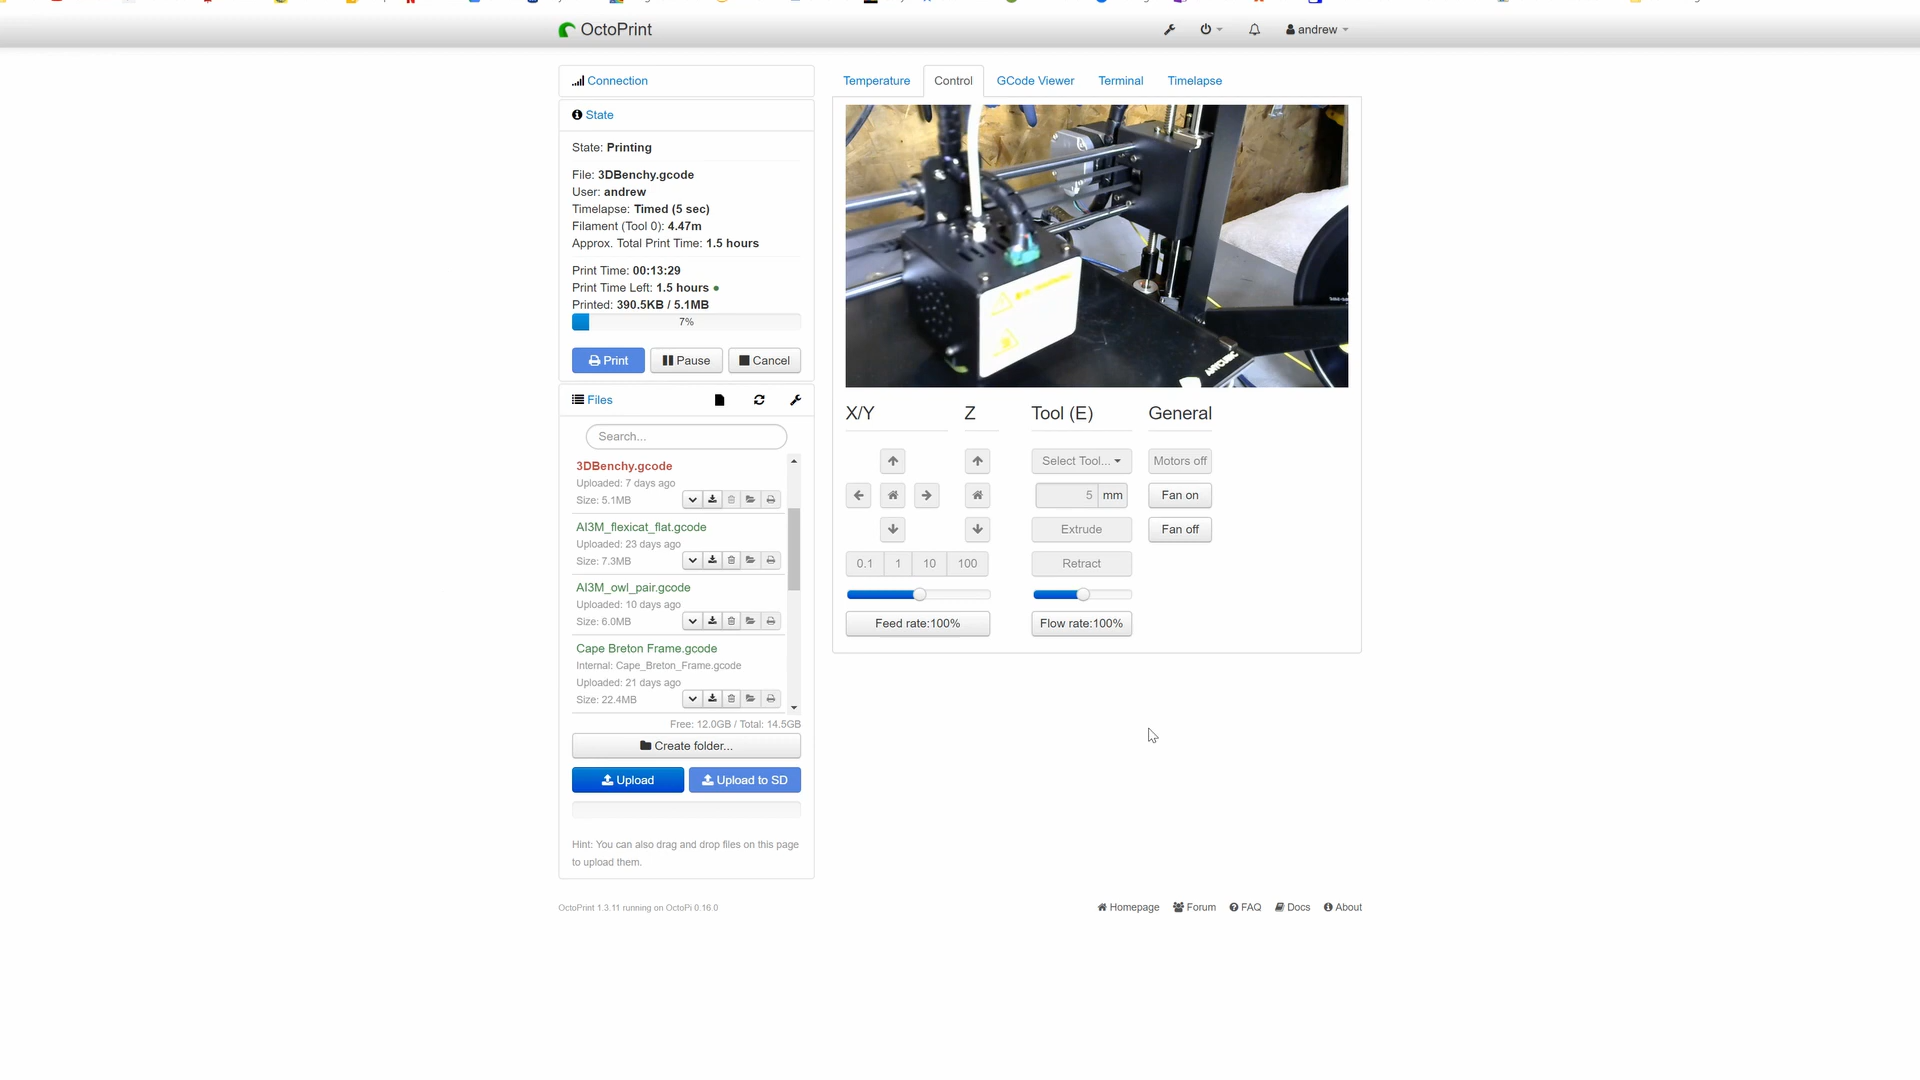 OctoPrint
andrew
Connection
State
State: Printing
File: 3DBenchy.gcode
User: andrew
Timelapse: Timed (5 sec)
Filament (Tool 0): 4.47m
Approx. Total Print Time: 1.5 hours
Print Time: 00:13:29
Print Time Left: 1.5 hours
Printed: 390.5KB / 5.1MB
7%
Print Pause Cancel
Files
Search...
3DBenchy.gcode
Uploaded: 7 days ago
Size: 5.1MB
AI3M_flexicat_flat.gcode
Uploaded: 23 days ago
Size: 7.3MB
AI3M_owl_pair.gcode
Uploaded: 10 days ago
Size: 6.0MB
Cape Breton Frame.gcode
Internal: Cape_Breton_Frame.gcode
Uploaded: 21 days ago
Size: 22.4MB
Free: 12.0GB / Total: 14.5GB
Create folder...
Upload Upload to SD
Hint: You can also drag and drop files on this page
to upload them.
Temperature Control GCode Viewer Terminal Timelapse
ANYCUBIC
X/Y Z Tool (E) General
Select Tool... Motors off
5 mm Fan on
Extrude Fan off
0.1 1 10 100 Retract
Feed rate:100% Flow rate:100%
OctoPrint 1.3.11 running on OctoPi 0.16.0
Homepage Forum FAQ Docs About